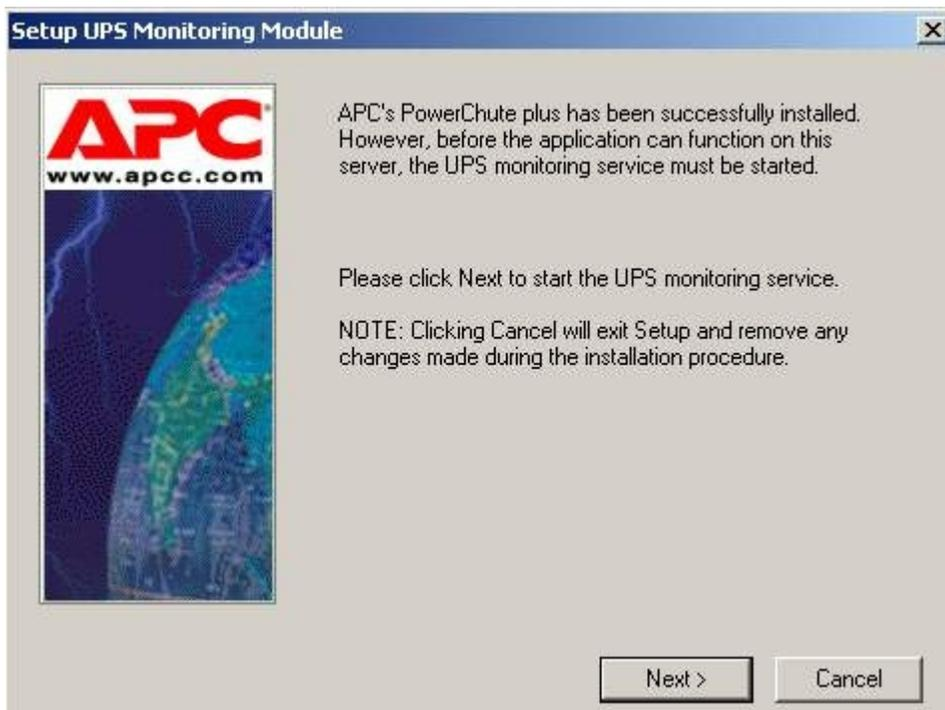 Setup UPS Monitoring Module
APC
www.apcc.com
APC's PowerChute plus has been successfully installed.
However, before the application can function on this
server, the UPS monitoring service must be started.
Please click Next to start the UPS monitoring service.
NOTE: Clicking Cancel will exit Setup and remove any
changes made during the installation procedure.
Next >
Cancel